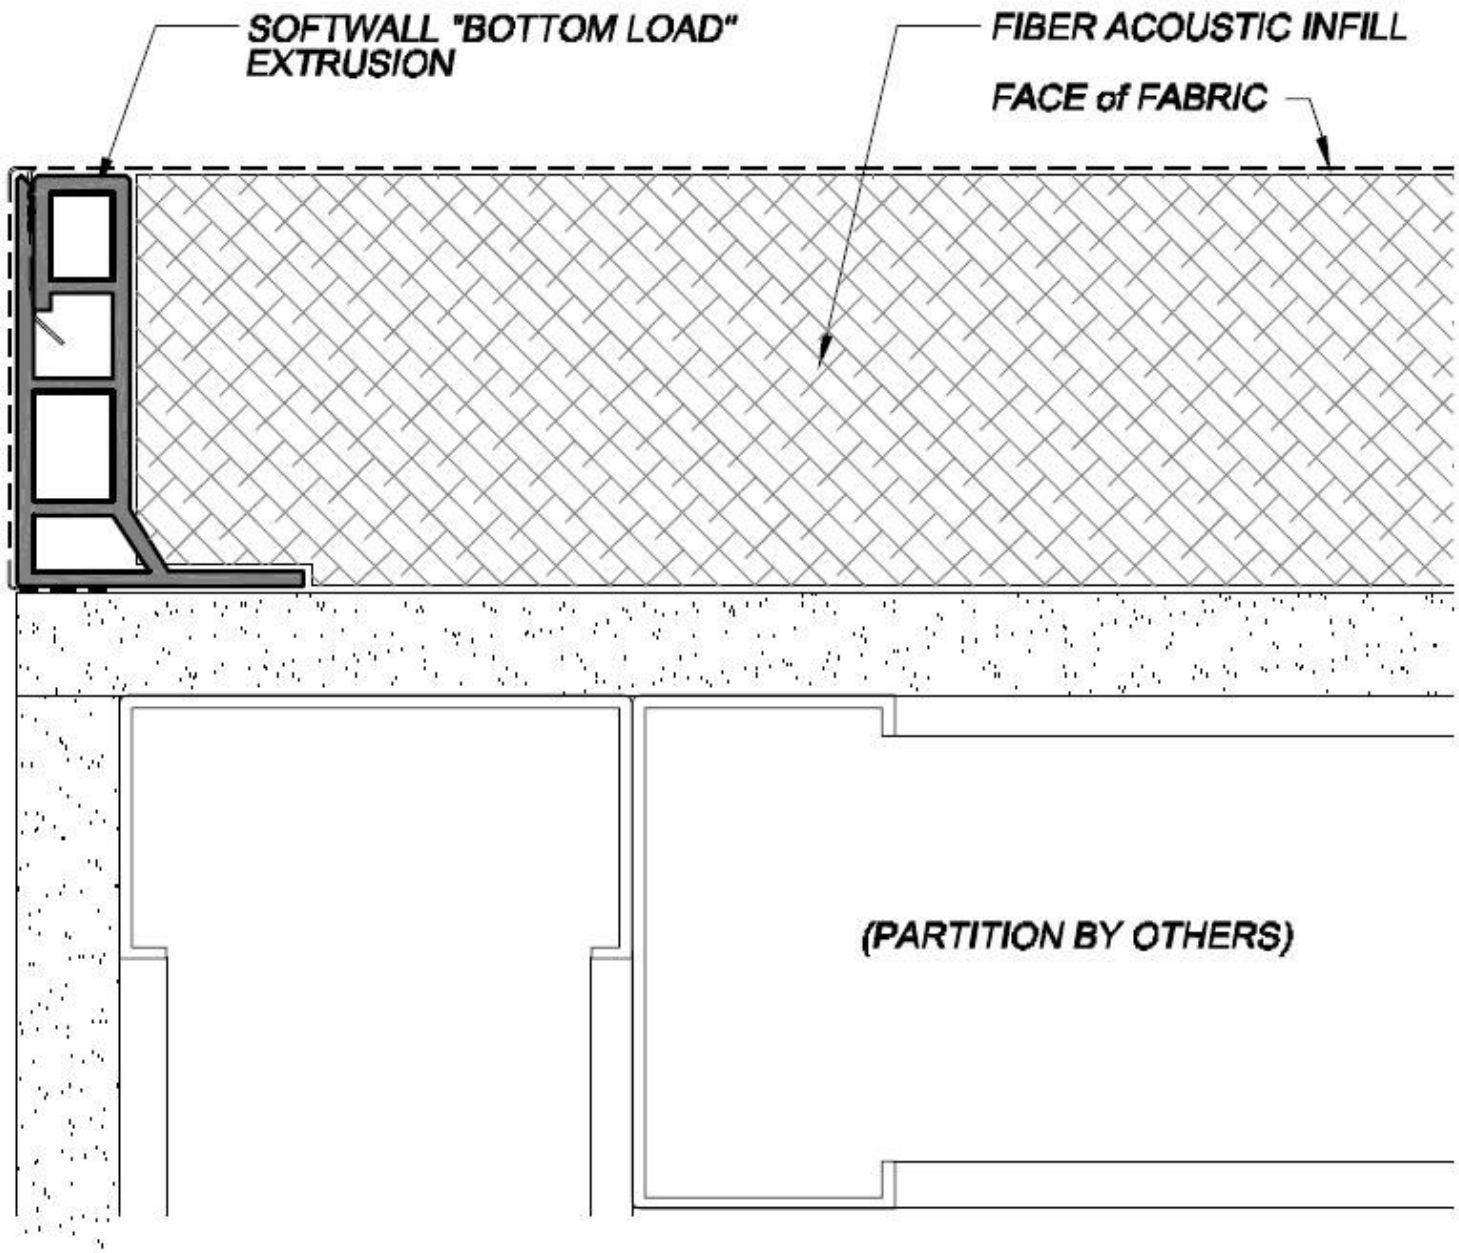 SOFTWALL "BOTTOM LOAD"
EXTRUSION
FIBER ACOUSTIC INFILL
FACE of FABRIC
(PARTITION BY OTHERS)